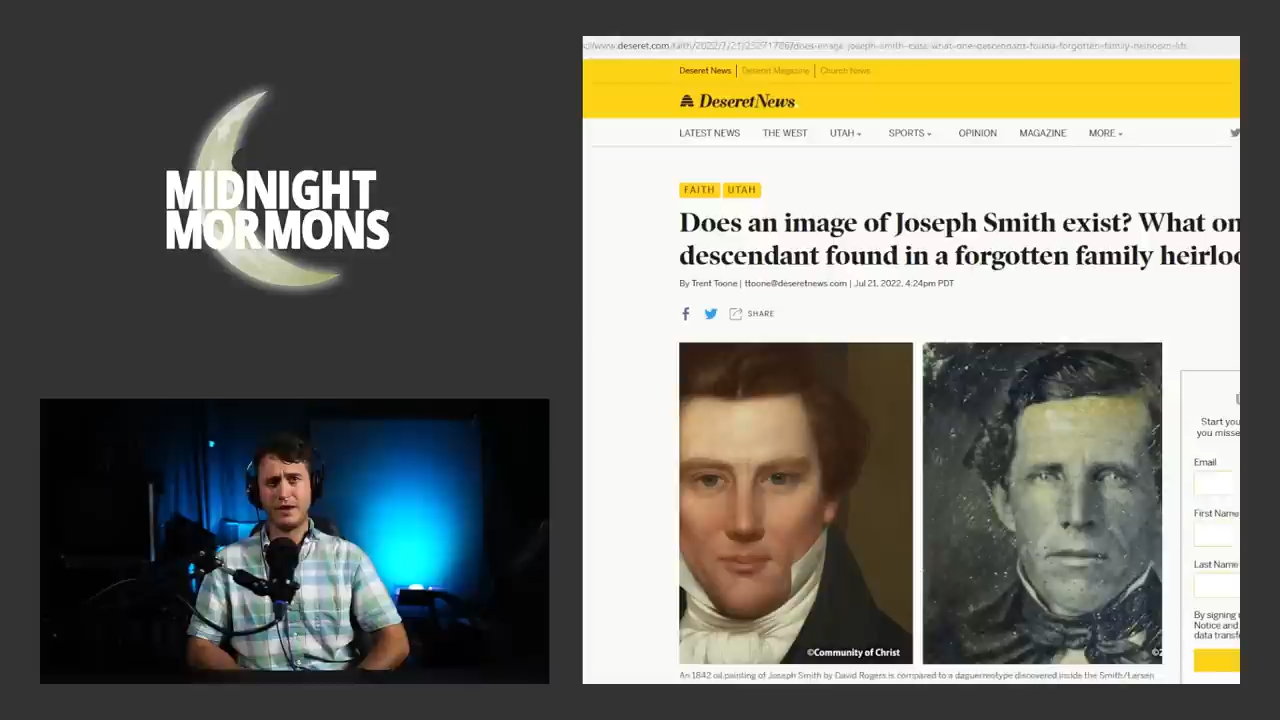 MIDNIGHT
MORMONS
Deseret News | Deseret Magazine | Church News
Deseret News
LATEST NEWS THE WEST UTAH SPORTS OPINION MAGAZINE MORE
FAITH UTAH
Does an image of Joseph Smith exist? What on
descendant found in a forgotten family heirloo
By Trent Toone | ttoone@deseretnews.com | Jul 21, 2022, 4:24pm PDT
SHARE
©Community of Christ
An 1842 oil painting of Joseph Smith by David Rogers is compared to a daguerreotype discovered inside the Smith/Larsen
Start you
you misse
Email
First Name
Last Name
By signing
Notice and
data transf